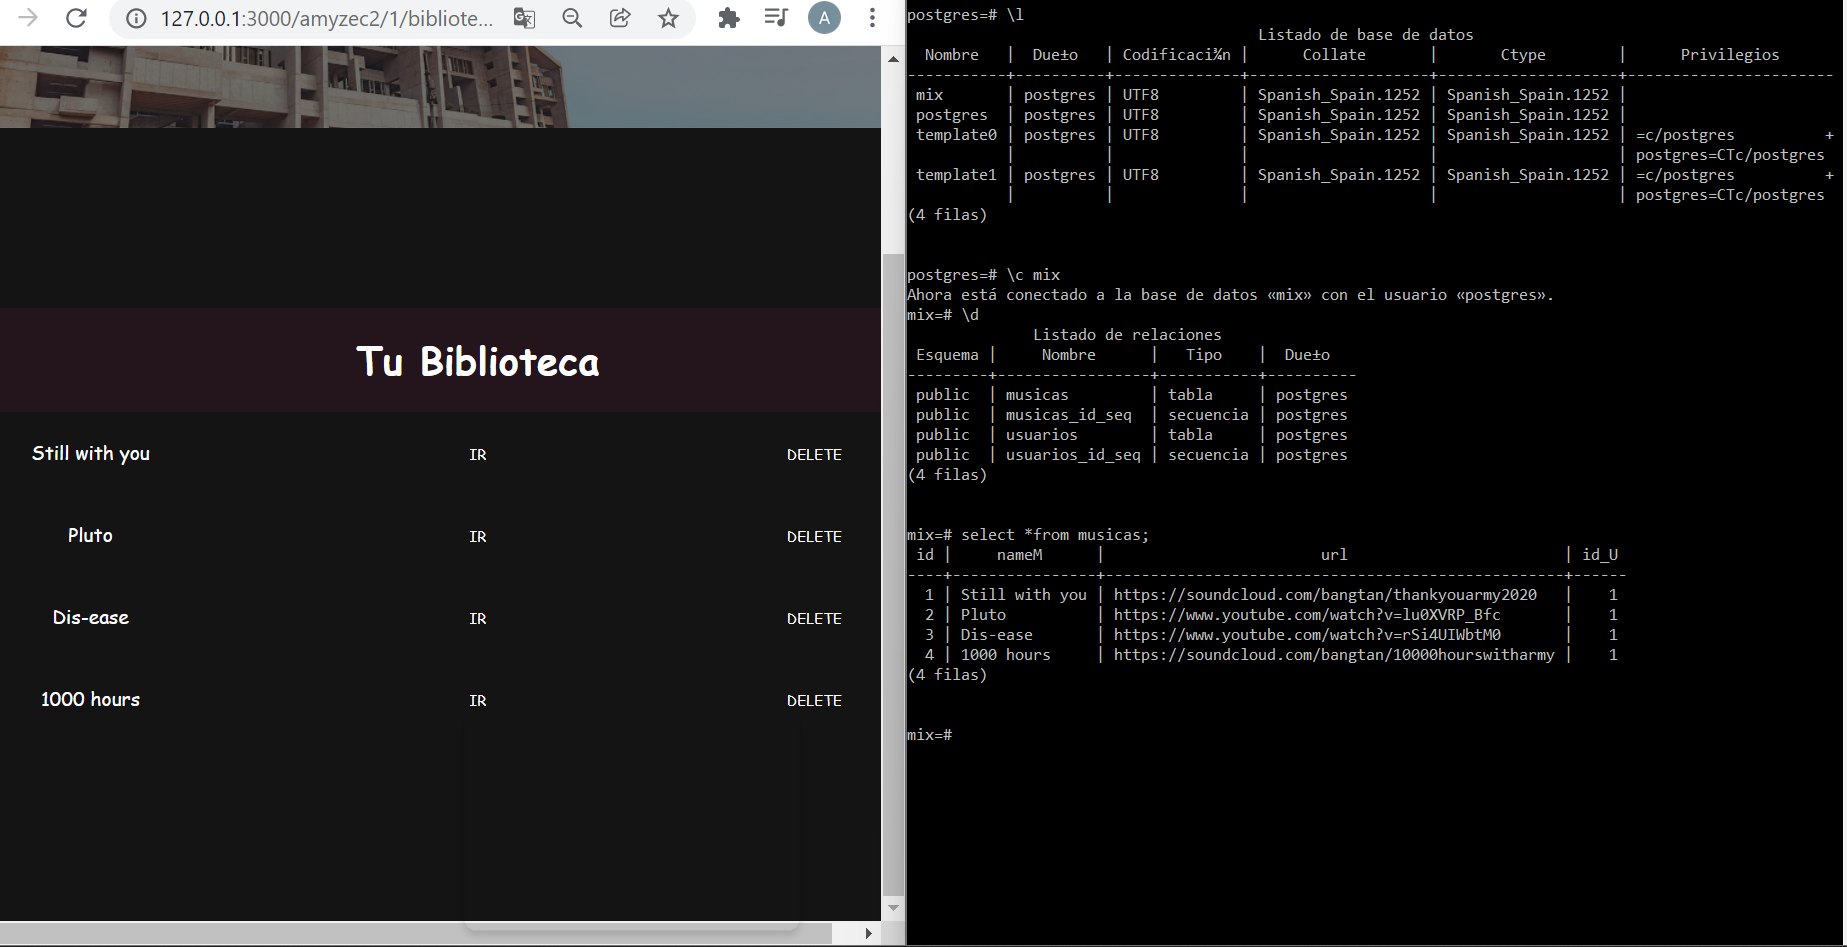 127.0.0.1:3000/amyzec2/1/bibliote...
A
Tu Biblioteca
Still with you IR DELETE
Pluto IR DELETE
Dis-ease IR DELETE
1000 hours IR DELETE
postgres=# \l
Listado de base de datos
Nombre | Due±o | Codificaci¾n | Collate | Ctype | Privilegios
-----------+----------+--------------+--------------------+--------------------+-----------------------
mix | postgres | UTF8 | Spanish_Spain.1252 | Spanish_Spain.1252 |
postgres | postgres | UTF8 | Spanish_Spain.1252 | Spanish_Spain.1252 |
template0 | postgres | UTF8 | Spanish_Spain.1252 | Spanish_Spain.1252 | =c/postgres +
| | | | | postgres=CTc/postgres
template1 | postgres | UTF8 | Spanish_Spain.1252 | Spanish_Spain.1252 | =c/postgres +
| | | | | postgres=CTc/postgres
(4 filas)
postgres=# \c mix
Ahora está conectado a la base de datos «mix» con el usuario «postgres».
mix=# \d
Listado de relaciones
Esquema | Nombre | Tipo | Due±o
---------+-----------------+-----------+----------
public | musicas | tabla | postgres
public | musicas_id_seq | secuencia | postgres
public | usuarios | tabla | postgres
public | usuarios_id_seq | secuencia | postgres
(4 filas)
mix=# select *from musicas;
id | nameM | url | id_U
----+----------------+--------------------------------------------------+------
1 | Still with you | https://soundcloud.com/bangtan/thankyouarmy2020 | 1
2 | Pluto | https://www.youtube.com/watch?v=lu0XVRP_Bfc | 1
3 | Dis-ease | https://www.youtube.com/watch?v=rSi4UIWbtM0 | 1
4 | 1000 hours | https://soundcloud.com/bangtan/10000hourswitharmy | 1
(4 filas)
mix=#